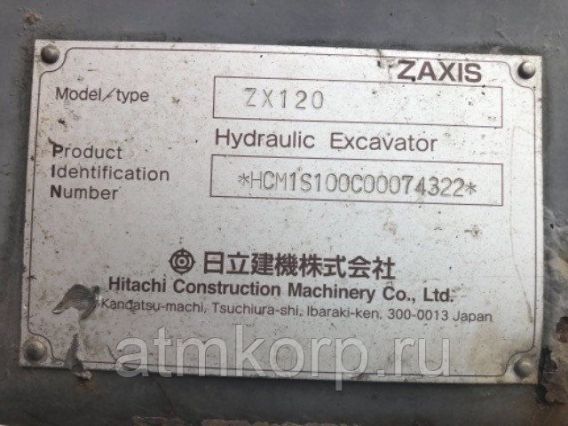 ZAXIS
Model/type ZX120
Hydraulic Excavator
Product
Identification
Number
*HCM1S100C00074322*
日立建機株式会社
Hitachi Construction Machinery Co., Ltd.
Kandatsu-machi, Tsuchiura-shi, Ibaraki-ken, 300-0013 Japan
atmkorp.ru